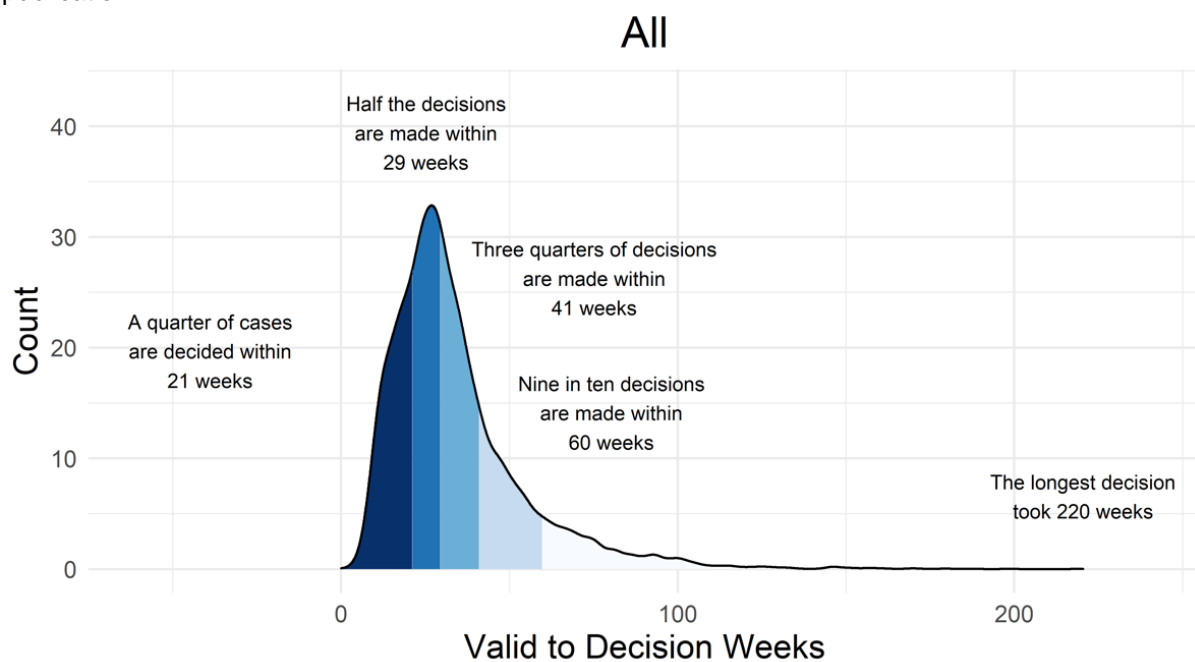 All
Half the decisions
are made within
29 weeks
Three quarters of decisions
are made within
41 weeks
A quarter of cases
are decided within
21 weeks
Nine in ten decisions
are made within
60 weeks
The longest decision
took 220 weeks
Count
40
30
20
10
0
0
100
200
Valid to Decision Weeks